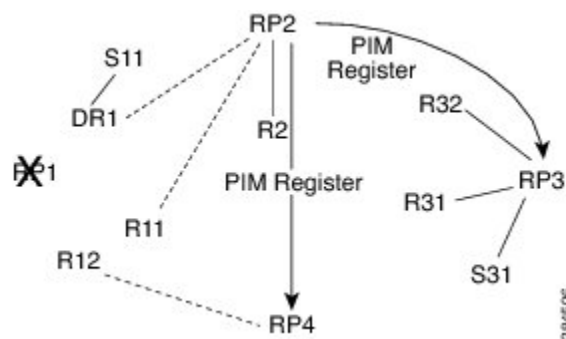 RP2
S11
PIM
Register
DR1
R32
R2
RP1
PIM Register
RP3
R31
R11
R12
S31
RP4